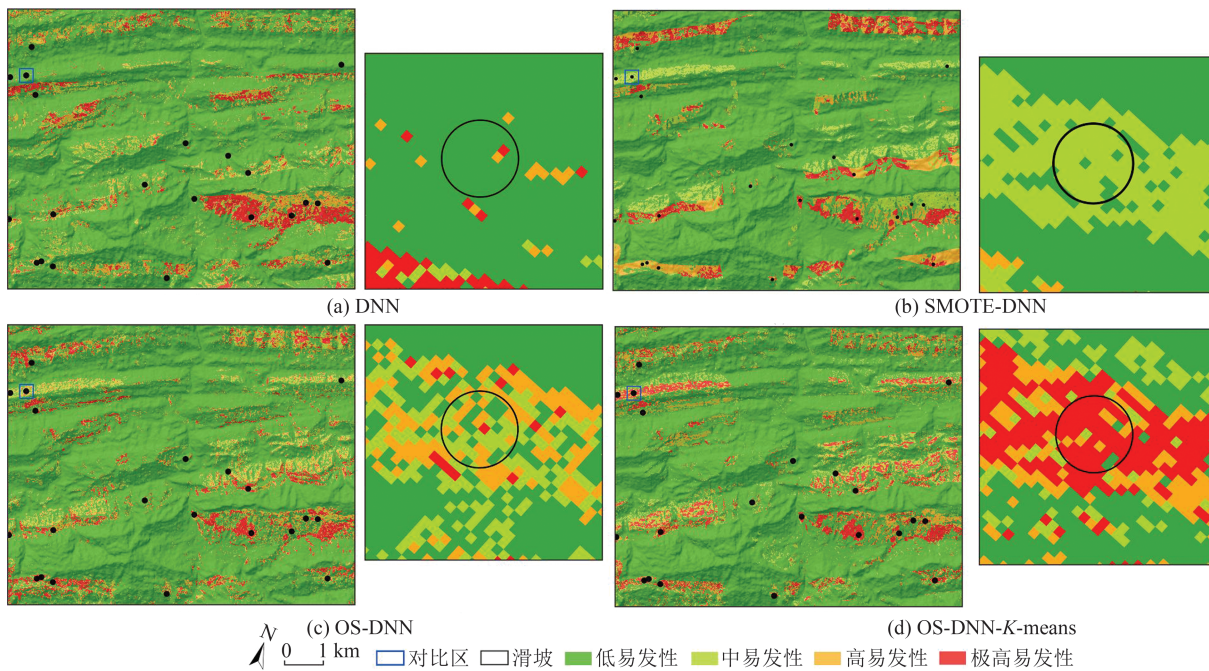 (a) DNN
(b) SMOTE-DNN
(c) OS-DNN
(d) OS-DNN-K-means
N
0 1 km
对比区
滑坡
低易发性
中易发性
高易发性
极高易发性